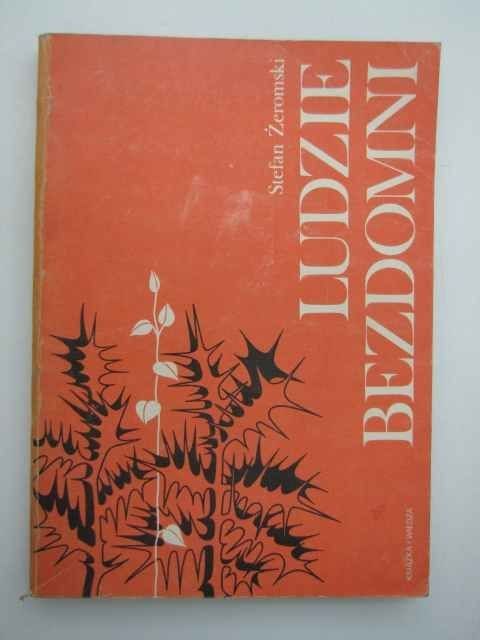 Stefan Żeromski
LUDZIE
BEZDOMNI
KSIĄŻKA i WIEDZA